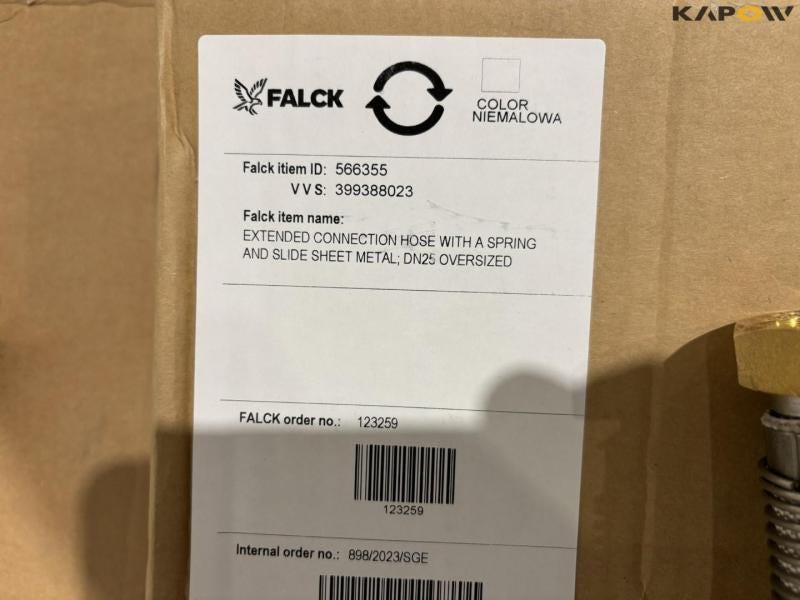 KAPOW
FALCK
COLOR
NIEMALOWA
Falck itiem ID: 566355
VVS: 399388023
Falck item name:
EXTENDED CONNECTION HOSE WITH A SPRING
AND SLIDE SHEET METAL; DN25 OVERSIZED
FALCK order no.: 123259
123259
Internal order no.: 898/2023/SGE